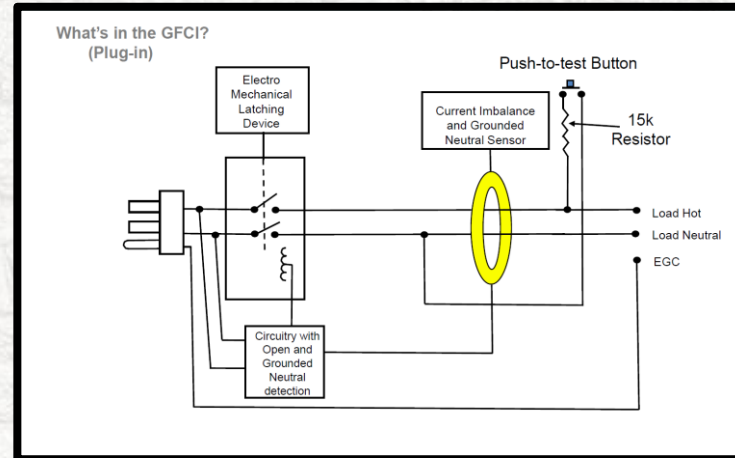 What's in the GFCI?
(Plug-in)
Push-to-test Button
Electro
Mechanical
Latching
Device
Current Imbalance
and Grounded
Neutral Sensor
15k
Resistor
Load Hot
Load Neutral
EGC
Circuitry with
Open and
Grounded
Neutral
detection